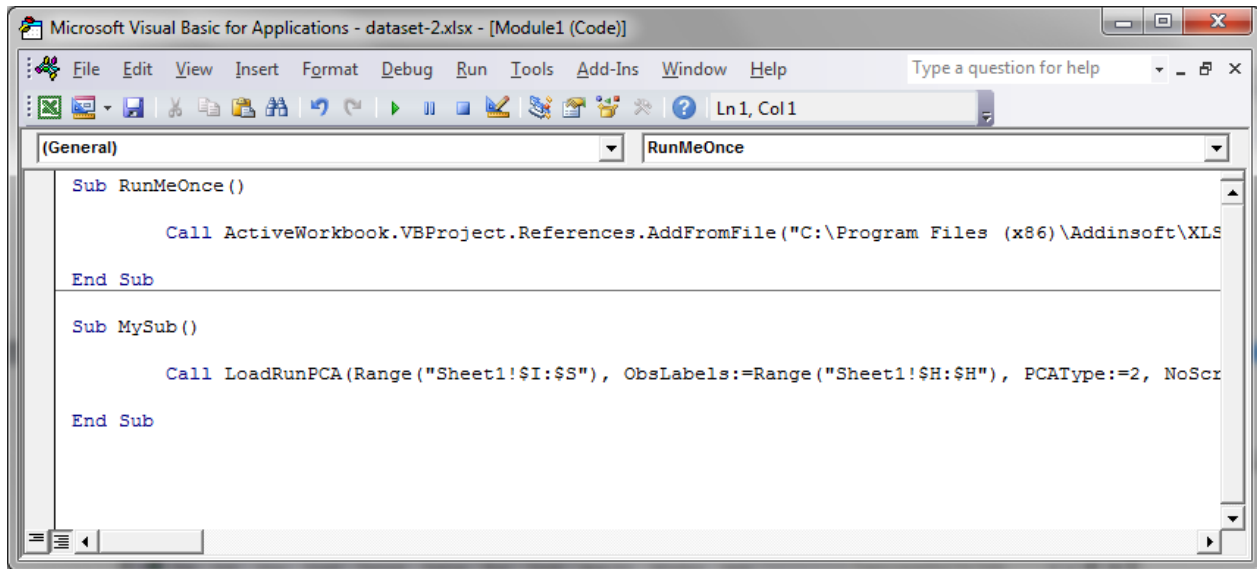 Microsoft Visual Basic for Applications - dataset-2.xlsx - [Module1 (Code)]
File Edit View Insert Format Debug Run Tools Add-Ins Window Help Type a question for help
Ln 1, Col 1
(General) RunMeOnce
Sub RunMeOnce()
Call ActiveWorkbook.VBProject.References.AddFromFile("C:\Program Files (x86)\Addinsoft\XLS
End Sub
Sub MySub()
Call LoadRunPCA(Range("Sheet1!$I:$S"), ObsLabels:=Range("Sheet1!$H:$H"), PCAType:=2, NoScr
End Sub